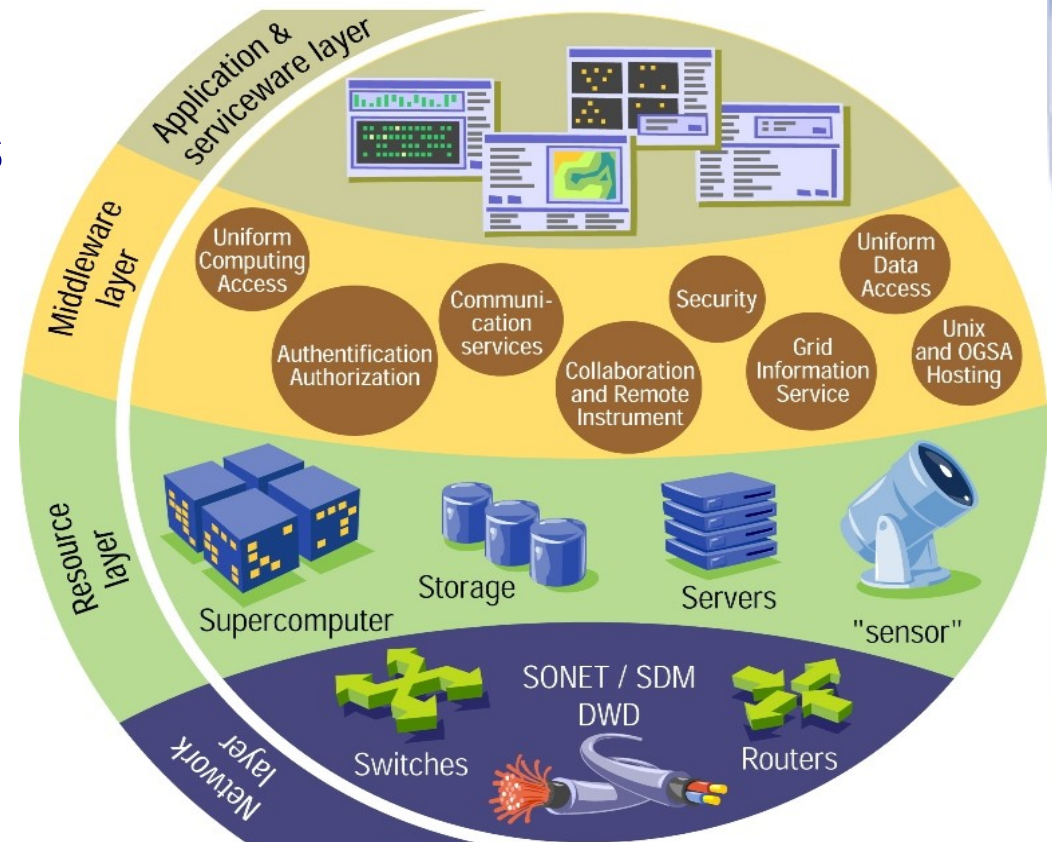 Application &
serviceware layer
s
Middleware
layer
Uniform
Computing
Access
Authentification
Authorization
Communi-
cation
services
Collaboration
and Remote
Instrument
Security
Grid
Information
Service
Uniform
Data
Access
Unix
and OGSA
Hosting
Resource
layer
Supercomputer
Storage
Servers
"sensor"
Network
layer
Switches
SONET / SDM
DWD
Routers